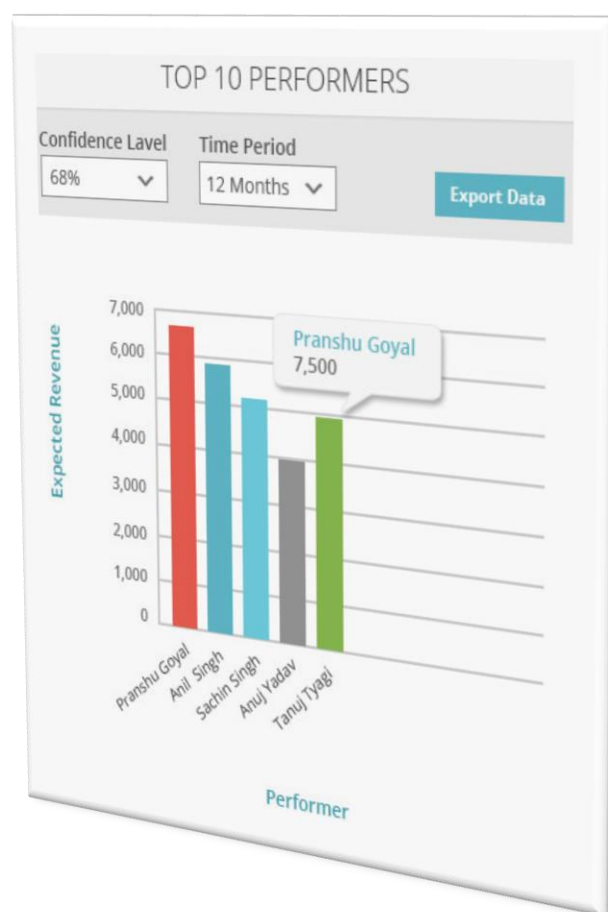 TOP 10 PERFORMERS
Confidence Lavel
Time Period
68%
12 Months
Export Data
Expected Revenue
7,000
6,000
5,000
4,000
3,000
2,000
1,000
0
Pranshu Goyal
7,500
Pranshu Goyal
Anil Singh
Sachin Singh
Anuj Yadav
Tanuj Tyagi
Performer